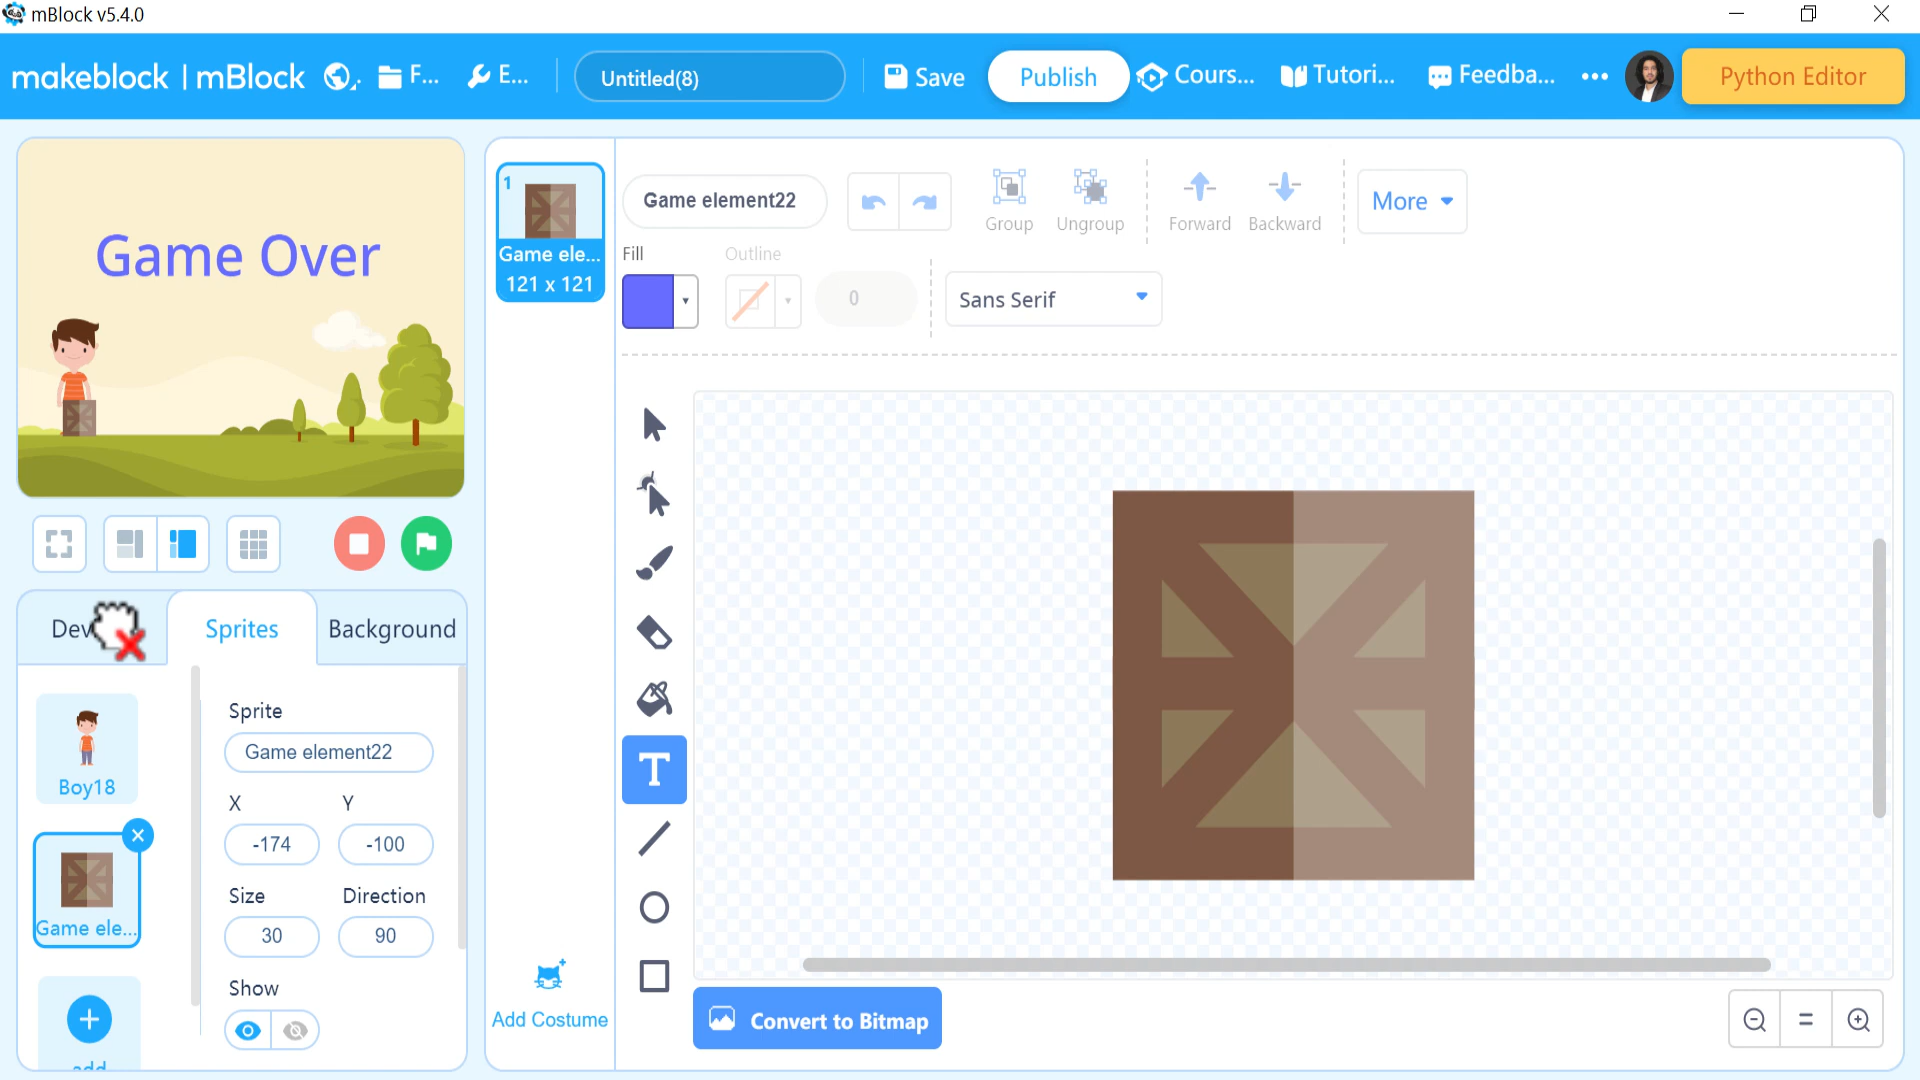 mBlock v5.4.0
makeblock | mBlock
F...
E...
Untitled(8)
Save
Publish
Cours...
Tutori...
Feedba...
Python Editor
Game Over
1
Game ele...
121 x 121
Game element22
Group
Ungroup
Forward
Backward
More
Fill
Outline
0
Sans Serif
T
Dev
Sprites
Background
Boy18
Game ele...
add
Sprite
Game element22
X
Y
-174
-100
Size
Direction
30
90
Show
Add Costume
Convert to Bitmap